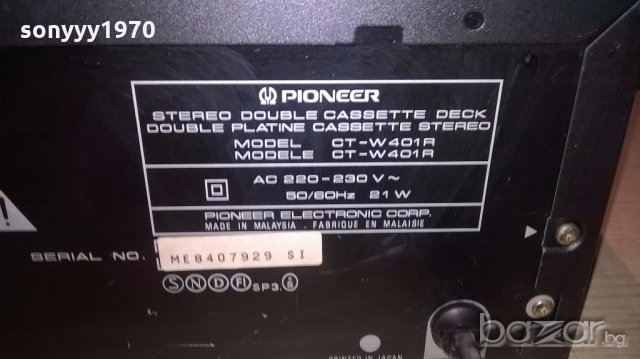 sonyyy1970
PIONEER
STEREO DOUBLE CASSETTE DECK
DOUBLE PLATINE CASSETTE STEREO
MODEL CT-W401R
MODELE CT-W401R
AC 220-230 V~
50/60Hz 21 W
PIONEER ELECTRONIC CORP.
MADE IN MALAYSIA, FABRIQUE EN MALAISIE
SERIAL NO. ME8407929 SI
S N D FI SP3.
PRINTED IN JAPAN
bazar.bg